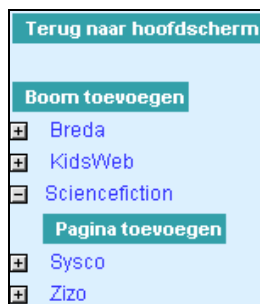 Terug naar hoofdscherm
Boom toevoegen
Breda
KidsWeb
Sciencefiction
Pagina toevoegen
Sysco
Zizo